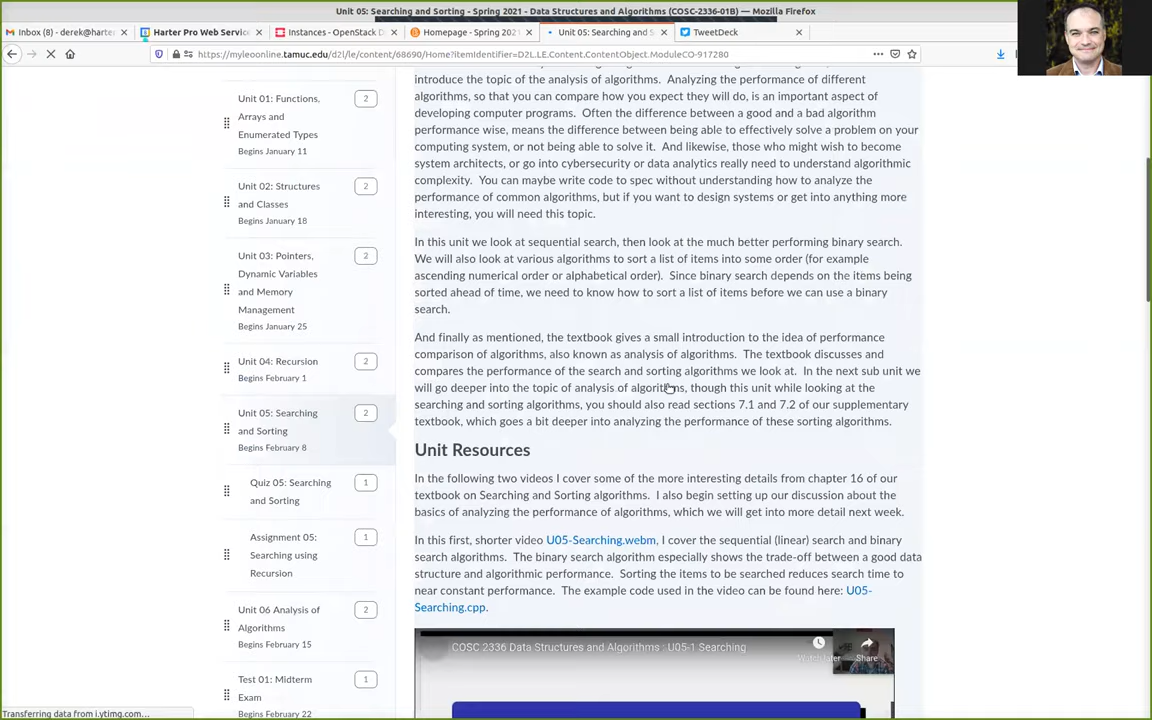 Unit 05: Searching and Sorting - Spring 2021 - Data Structures and Algorithms (COSC-2336-01B) — Mozilla Firefox
Inbox (9) - derek@harter
Harter Pro Web Service
Instances - OpenStack D
Homepage - Spring 202
Unit 05: Searching and S
TweetDeck
https://myleoonline.tamuc.edu/d2l/le/content/68690/Home?itemIdentifier=D2L.LE.Content.ContentObject.ModuleCO-917280
Unit 01: Functions, 2
Arrays and
Enumerated Types
Begins January 11
Unit 02: Structures 2
and Classes
Begins January 18
Unit 03: Pointers, 2
Dynamic Variables
and Memory
Management
Begins January 25
Unit 04: Recursion 2
Begins February 1
Unit 05: Searching 2
and Sorting
Begins February 8
Quiz 05: Searching 1
and Sorting
Assignment 05: 1
Searching using
Recursion
Unit 06 Analysis of 2
Algorithms
Begins February 15
Test 01: Midterm 1
Exam
Begins February 22
introduce the topic of the analysis of algorithms. Analyzing the performance of different
algorithms, so that you can compare how you expect they will do, is an important aspect of
developing computer programs. Often the difference between a good and a bad algorithm
performance wise, means the difference between being able to effectively solve a problem on your
computing system, or not being able to solve it. And likewise, those who might wish to become
system architects, or go into cybersecurity or data analytics really need to understand algorithmic
complexity. You can maybe write code to spec without understanding how to analyze the
performance of common algorithms, but if you want to design systems or get into anything more
interesting, you will need this topic.
In this unit we look at sequential search, then look at the much better performing binary search.
We will also look at various algorithms to sort a list of items into some order (for example
ascending numerical order or alphabetical order). Since binary search depends on the items being
sorted ahead of time, we need to know how to sort a list of items before we can use a binary
search.
And finally as mentioned, the textbook gives a small introduction to the idea of performance
comparison of algorithms, also known as analysis of algorithms. The textbook discusses and
compares the performance of the search and sorting algorithms we look at. In the next sub unit we
will go deeper into the topic of analysis of algorithms, though this unit while looking at the
searching and sorting algorithms, you should also read sections 7.1 and 7.2 of our supplementary
textbook, which goes a bit deeper into analyzing the performance of these sorting algorithms.
Unit Resources
In the following two videos I cover some of the more interesting details from chapter 16 of our
textbook on Searching and Sorting algorithms. I also begin setting up our discussion about the
basics of analyzing the performance of algorithms, which we will get into more detail next week.
In this first, shorter video U05-Searching.webm, I cover the sequential (linear) search and binary
search algorithms. The binary search algorithm especially shows the trade-off between a good data
structure and algorithmic performance. Sorting the items to be searched reduces search time to
near constant performance. The example code used in the video can be found here: U05-
Searching.cpp.
COSC 2336 Data Structures and Algorithms : U05-1 Searching
Watch later
Share
Transferring data from i.ytimg.com...